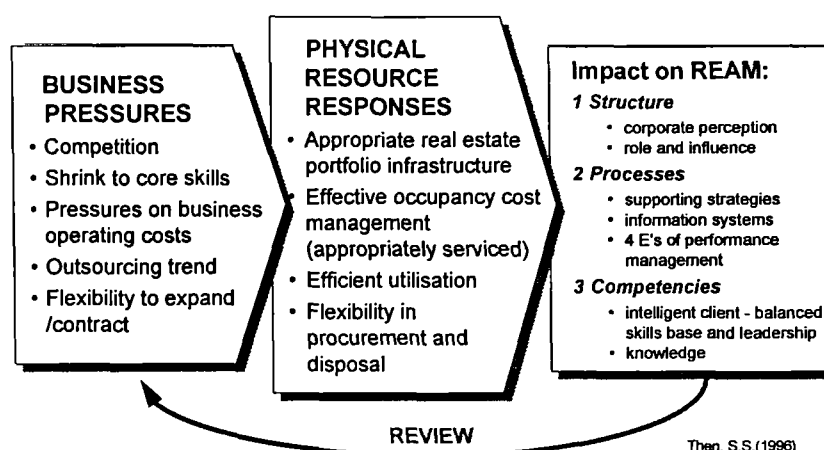 BUSINESS
PRESSURES
• Competition
• Shrink to core skills
• Pressures on business
operating costs
• Outsourcing trend
• Flexibility to expand
/contract
PHYSICAL
RESOURCE
RESPONSES
• Appropriate real estate
portfolio infrastructure
• Effective occupancy cost
management
(appropriately serviced)
• Efficient utilisation
• Flexibility in
procurement and
disposal
Impact on REAM:
1 Structure
• corporate perception
• role and influence
2 Processes
• supporting strategies
• information systems
• 4 E's of performance
management
3 Competencies
• intelligent client - balanced
skills base and leadership
• knowledge
REVIEW
Then, S.S.(1996)